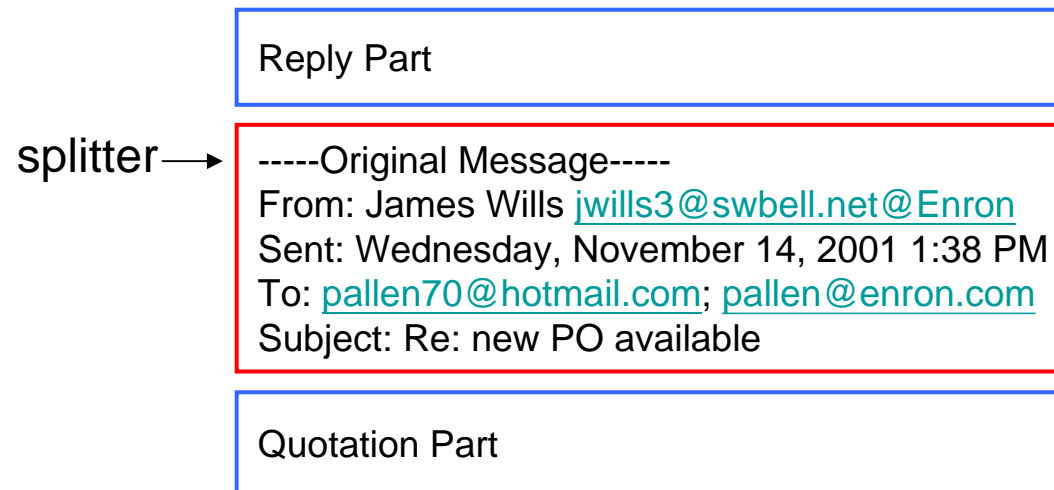 Reply Part
splitter
-----Original Message-----
From: James Wills jwills3@swbell.net@Enron
Sent: Wednesday, November 14, 2001 1:38 PM
To: pallen70@hotmail.com; pallen@enron.com
Subject: Re: new PO available
Quotation Part